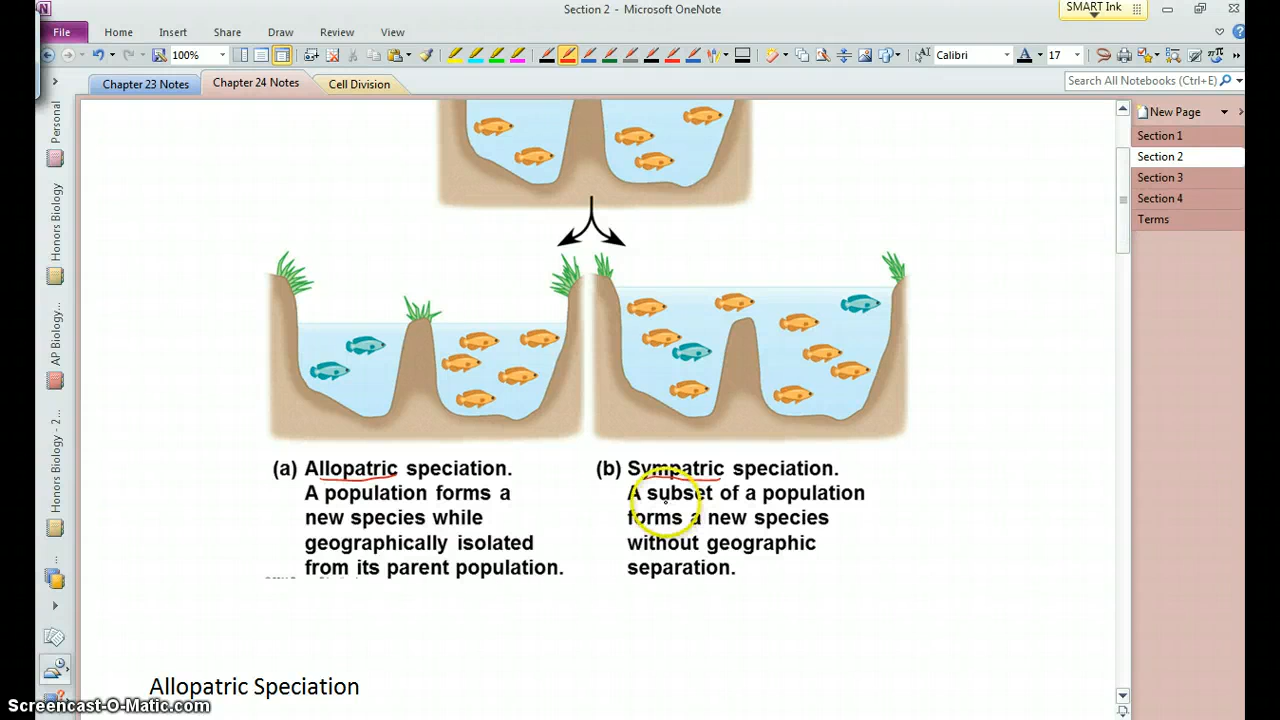 Section 2 - Microsoft OneNote
SMART Ink
File Home Insert Share Draw Review View
100%
Calibri 17
Chapter 23 Notes Chapter 24 Notes Cell Division
Search All Notebooks (Ctrl+E)
New Page
Section 1
Section 2
Section 3
Section 4
Terms
Personal
Honors Biology
AP Biology...
Honors Biology - 2...
(a) Allopatric speciation.
A population forms a
new species while
geographically isolated
from its parent population.
(b) Sympatric speciation.
A subset of a population
forms a new species
without geographic
separation.
Allopatric Speciation
Screencast-O-Matic.com